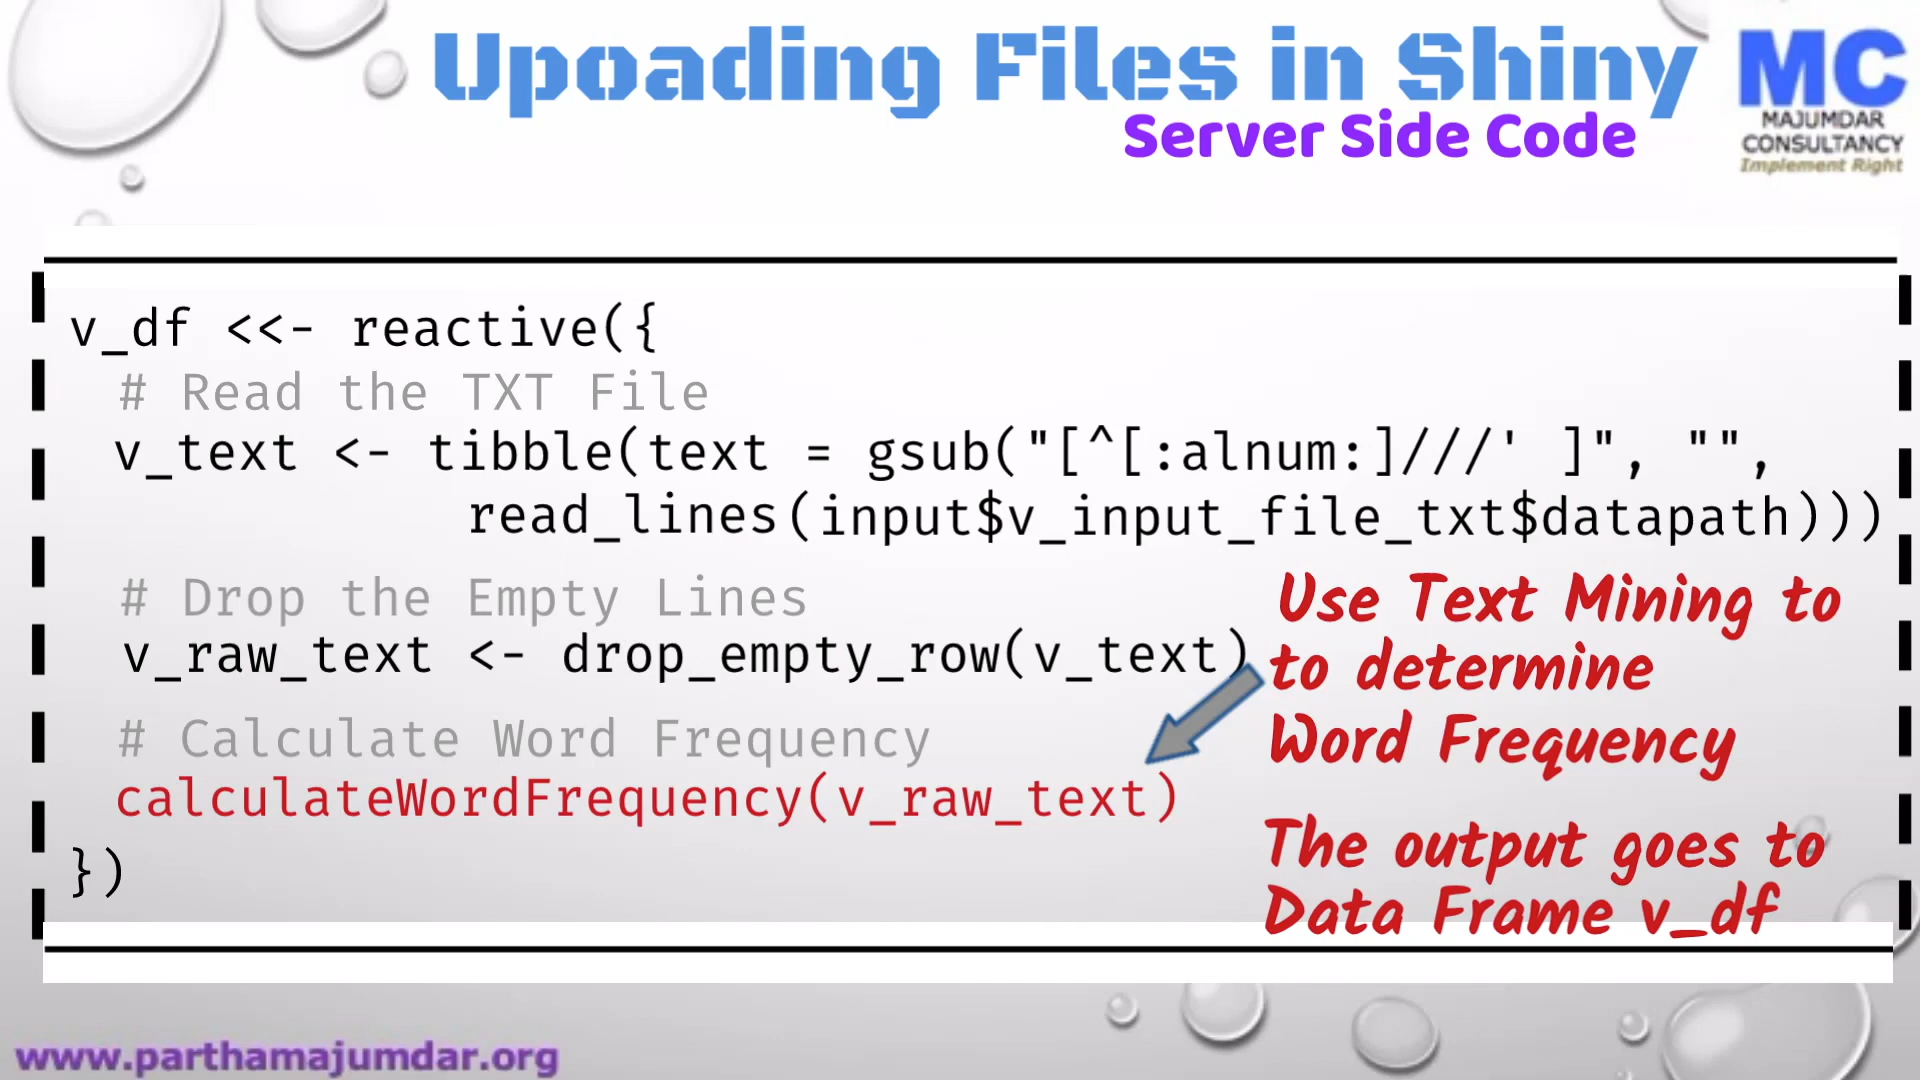 Upoading Files in Shiny
Server Side Code
MC
MAJUMDAR
CONSULTANCY
Implement Right
v_df <<- reactive({
# Read the TXT File
v_text <- tibble(text = gsub("[^[:alnum:]///' ]", "",
read_lines(input$v_input_file_txt$datapath)))
# Drop the Empty Lines
v_raw_text <- drop_empty_row(v_text)
# Calculate Word Frequency
calculateWordFrequency(v_raw_text)
})
Use Text Mining to
to determine
Word Frequency
The output goes to
Data Frame v_df
www.parthamajumdar.org